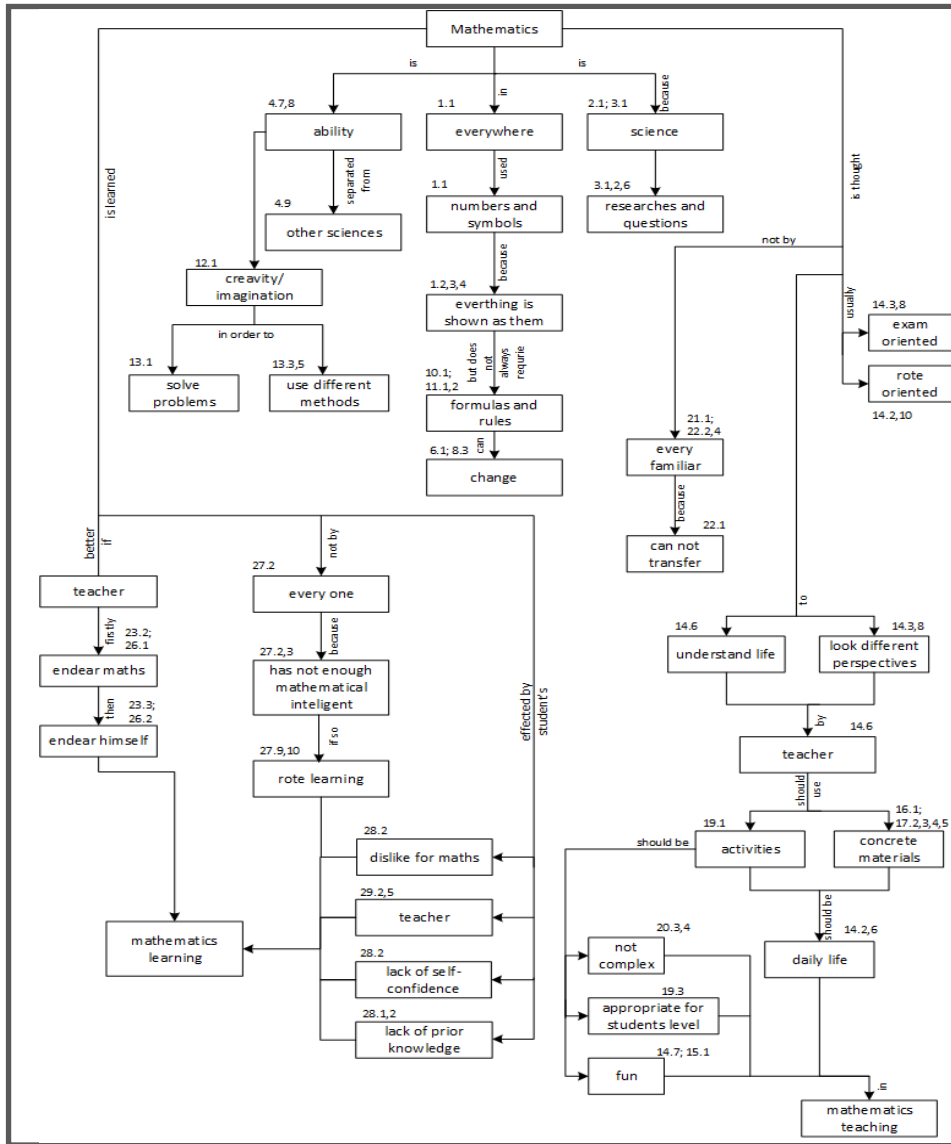 Mathematics
is
is
.in
because
4.7,8
ability
1.1
everywhere
2.1; 3.1
science
is learned
separated
from
used
is thought
4.9
other sciences
1.1
numbers and
symbols
3.1,2,6
researches and
questions
not by
12.1
creavity/
imagination
because
1.2,3,4
everthing is
shown as them
usually
14.3,8
exam
oriented
in order to
but does
not
always
requrie
rote
oriented
14.2,10
13.1
solve
problems
13.3,5
use different
methods
10.1;
11.1,2
formulas and
rules
can
6.1; 8.3
change
21.1;
22.2,4
every
familiar
because
22.1
can not
transfer
better
if
not by
effected by
student's
teacher
27.2
every one
to
firstly
23.2;
26.1
endear maths
because
27.2,3
has not enough
mathematical
inteligent
14.6
understand life
14.3,8
look different
perspectives
then
23.3;
26.2
endear himself
if so
27.9,10
rote learning
by
14.6
teacher
should
use
28.2
dislike for maths
should be
19.1
activities
16.1;
17.2,3,4,5
concrete
materials
29.2,5
teacher
should be
mathematics
learning
28.2
lack of self-
confidence
20.3,4
not
complex
14.2,6
daily life
28.1,2
lack of prior
knowledge
19.3
appropriate for
students level
14.7; 15.1
fun
.in
mathematics
teaching